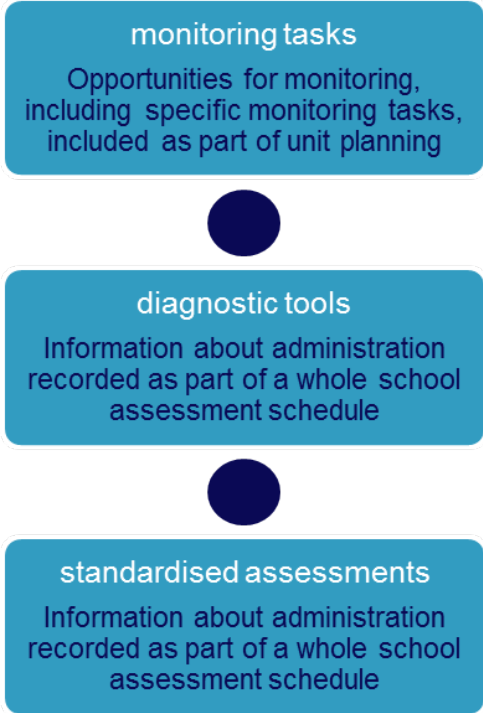 monitoring tasks
Opportunities for monitoring,
including specific monitoring tasks,
included as part of unit planning
diagnostic tools
Information about administration
recorded as part of a whole school
assessment schedule
standardised assessments
Information about administration
recorded as part of a whole school
assessment schedule